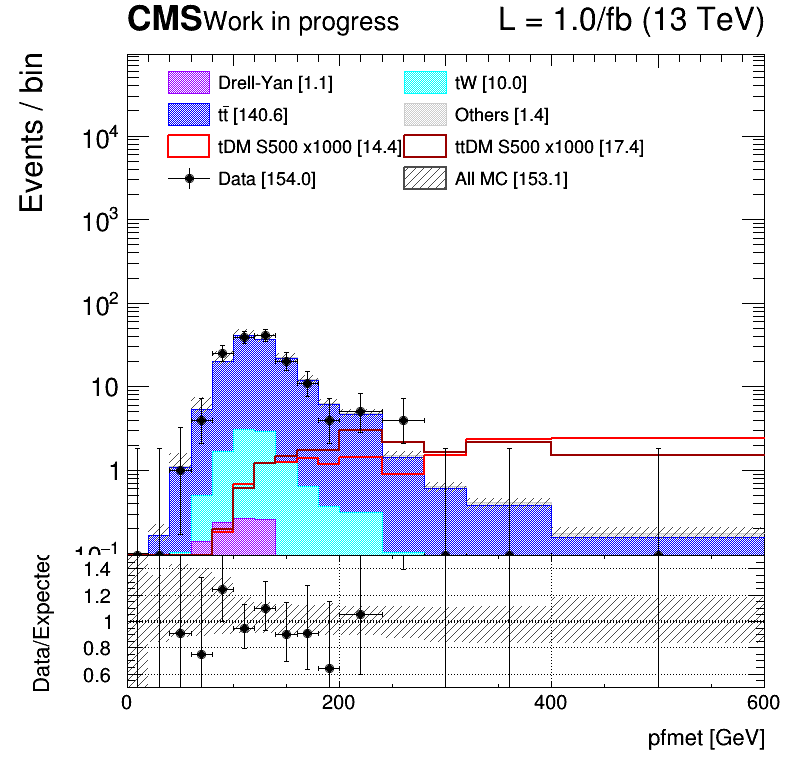 CMS Work in progress L = 1.0/fb (13 TeV)
Events / bin
Drell-Yan [1.1] tW [10.0]
tt̄ [140.6] Others [1.4]
tDM S500 x1000 [14.4] ttDM S500 x1000 [17.4]
Data [154.0] All MC [153.1]
10⁴
10³
10²
10
1
10⁻¹
Data/Expected
1.4
1.2
1
0.8
0.6
0 200 400 600
pfmet [GeV]